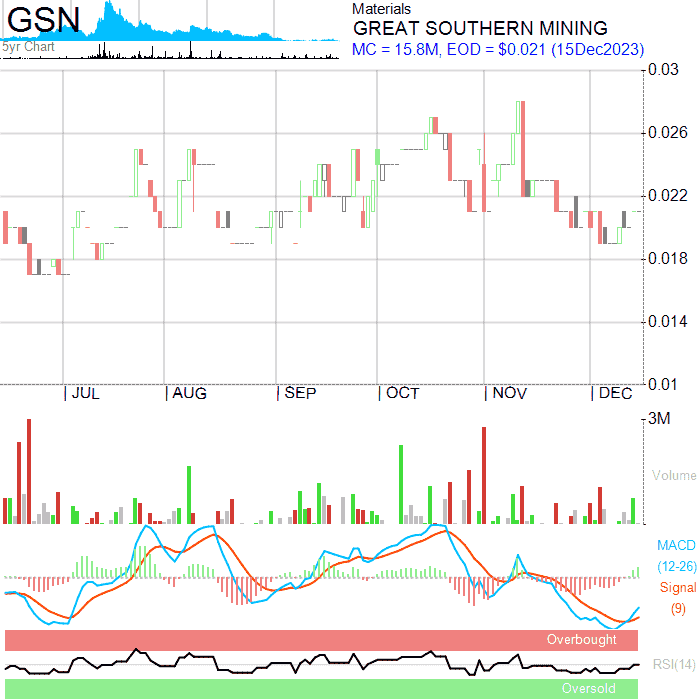 GSN
5yr Chart
Materials
GREAT SOUTHERN MINING
MC = 15.8M, EOD = $0.021 (15Dec2023)
0.03
0.026
0.022
0.018
0.014
0.01
JUL
AUG
SEP
OCT
NOV
DEC
3M
Volume
MACD
(12-26)
Signal
(9)
Overbought
RSI(14)
Oversold